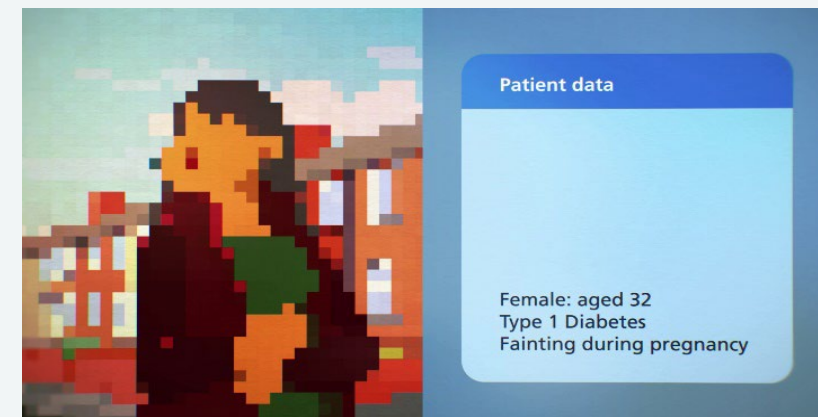 Patient data
Female: aged 32
Type 1 Diabetes
Fainting during pregnancy